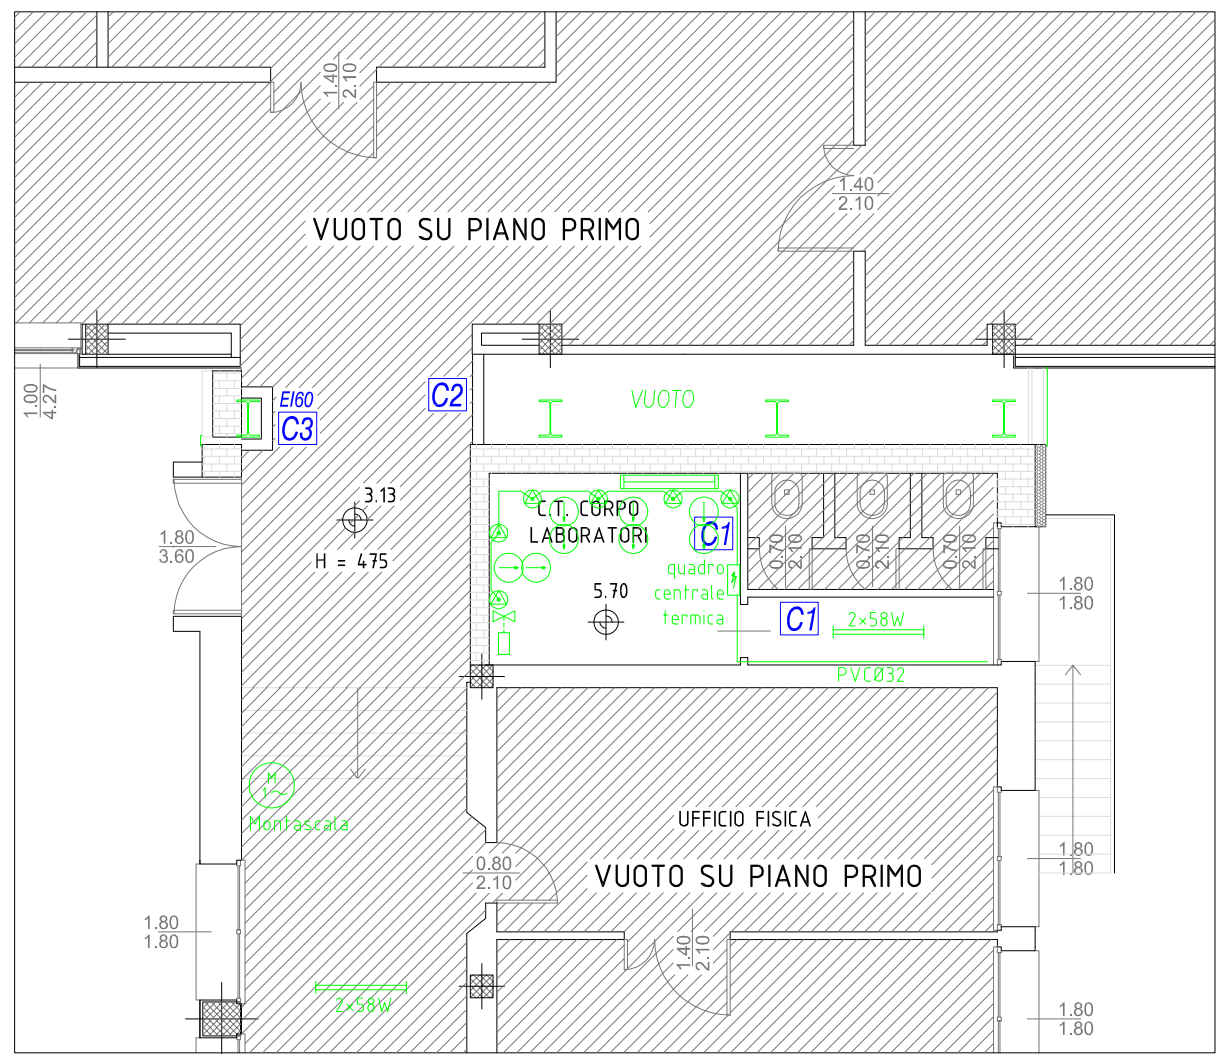 1.40
2.10
1.40
2.10
VUOTO SU PIANO PRIMO
1.00
4.27
EI60
C3
C2
VUOTO
3.13
H = 475
1.80
3.60
C.T. CORPO
LABORATORI
C1
5.70
quadro
centrale
termica
0.70
2.10
0.70
2.10
0.70
2.10
C1
2x58W
PVCØ32
1.80
1.80
M
1~
Montascala
UFFICIO FISICA
VUOTO SU PIANO PRIMO
0.80
2.10
1.80
1.80
1.80
1.80
1.40
2.10
2x58W
1.80
1.80